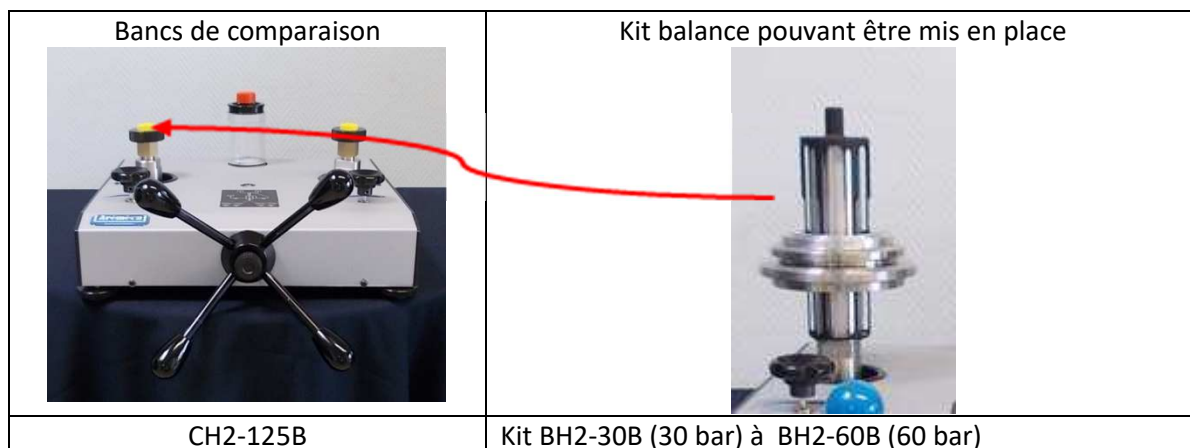 Bancs de comparaison
Kit balance pouvant être mis en place
CH2-125B
Kit BH2-30B (30 bar) à BH2-60B (60 bar)